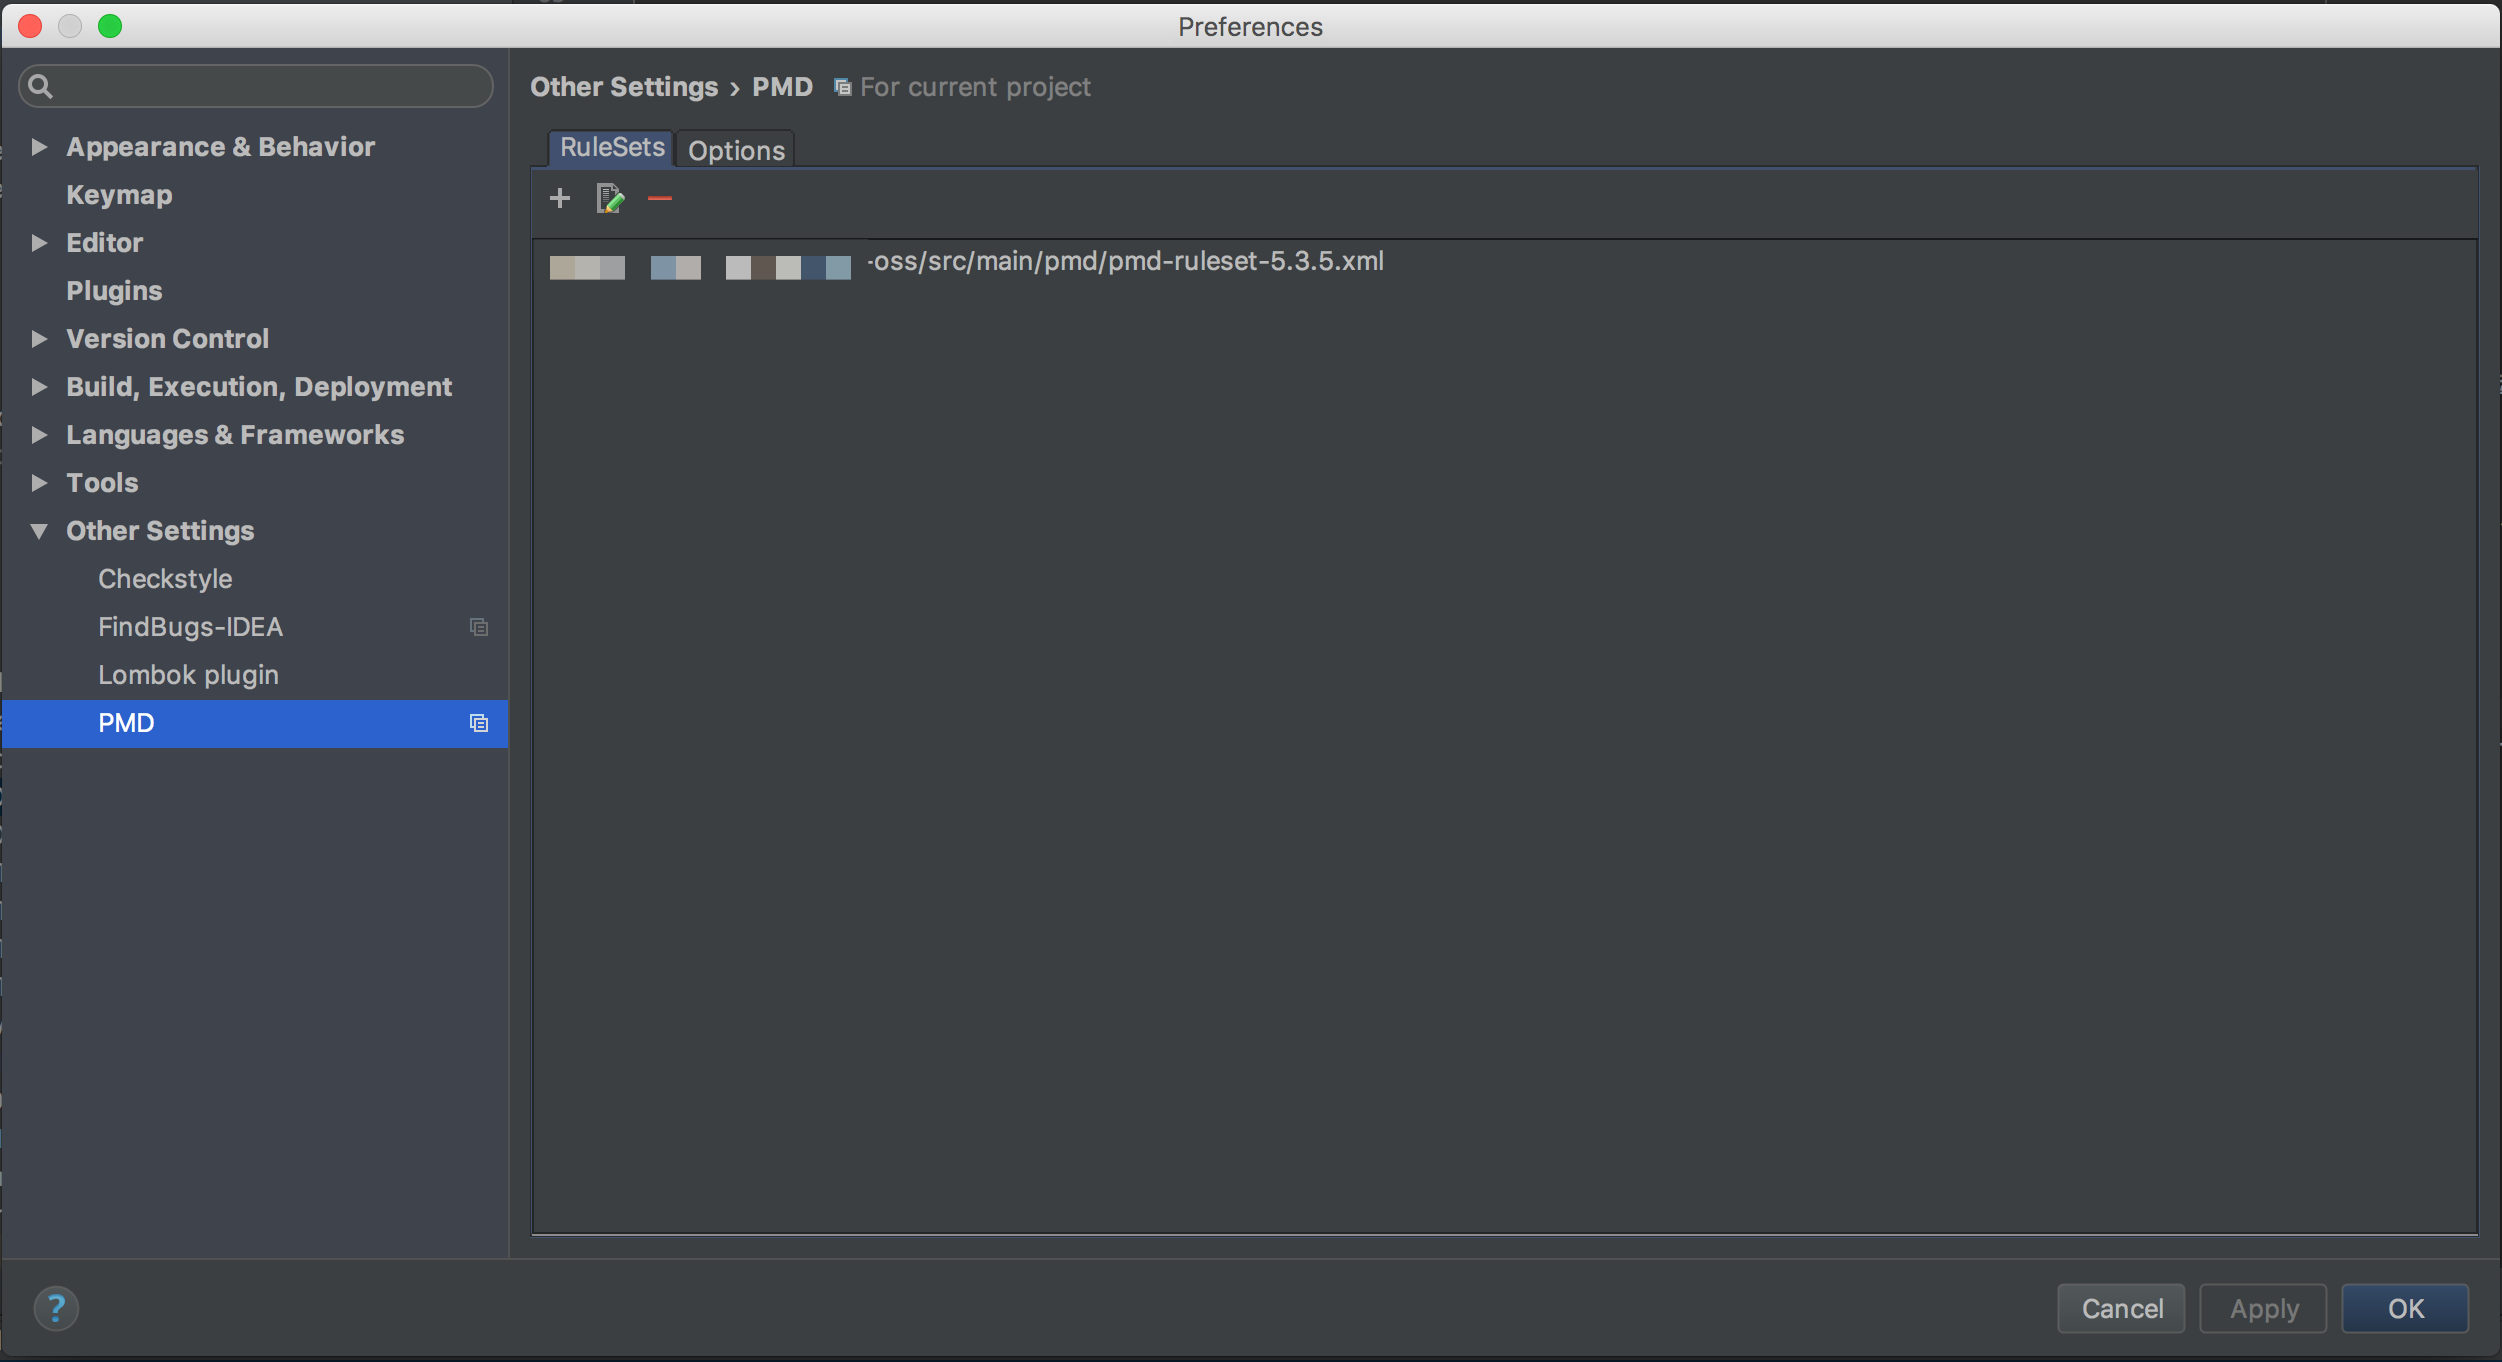 Preferences
Other Settings › PMD For current project
RuleSets Options
-oss/src/main/pmd/pmd-ruleset-5.3.5.xml
Appearance & Behavior
Keymap
Editor
Plugins
Version Control
Build, Execution, Deployment
Languages & Frameworks
Tools
Other Settings
Checkstyle
FindBugs-IDEA
Lombok plugin
PMD
?
Cancel Apply OK